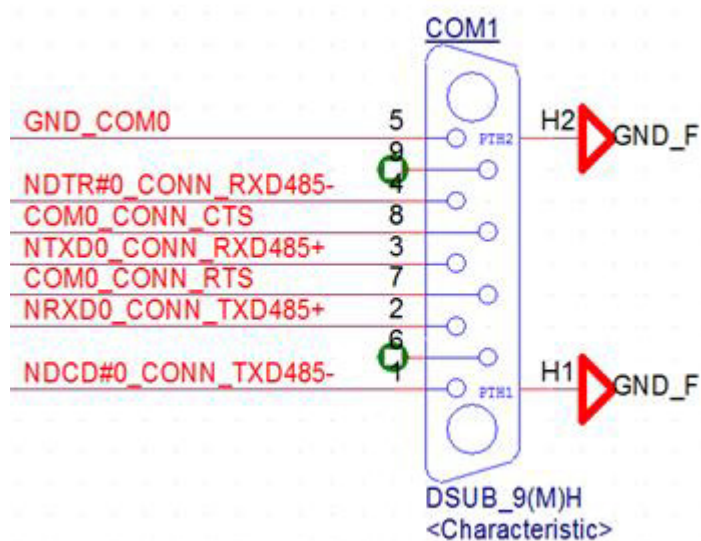 COM1
GND_COM0 5 PTH2 H2 GND_F
9
NDTR#0_CONN_RXD485- 4
COM0_CONN_CTS 8
NTXD0_CONN_RXD485+ 3
COM0_CONN_RTS 7
NRXD0_CONN_TXD485+ 2
6
NDCD#0_CONN_TXD485- 1 PTH1 H1 GND_F
DSUB_9(M)H
<Characteristic>